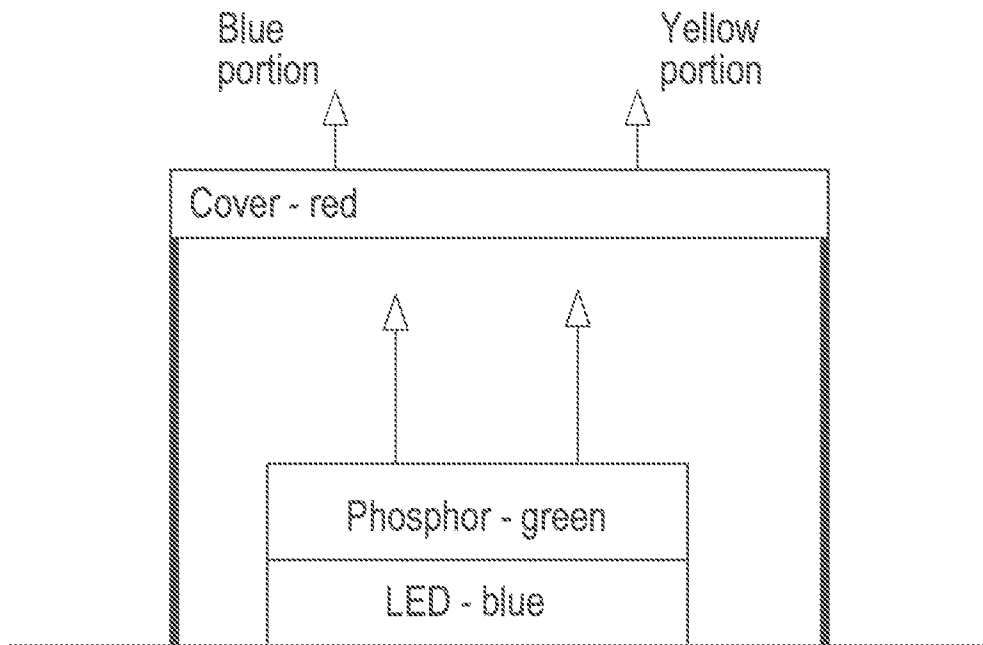 Blue
portion
Yellow
portion
Cover - red
Phosphor - green
LED - blue